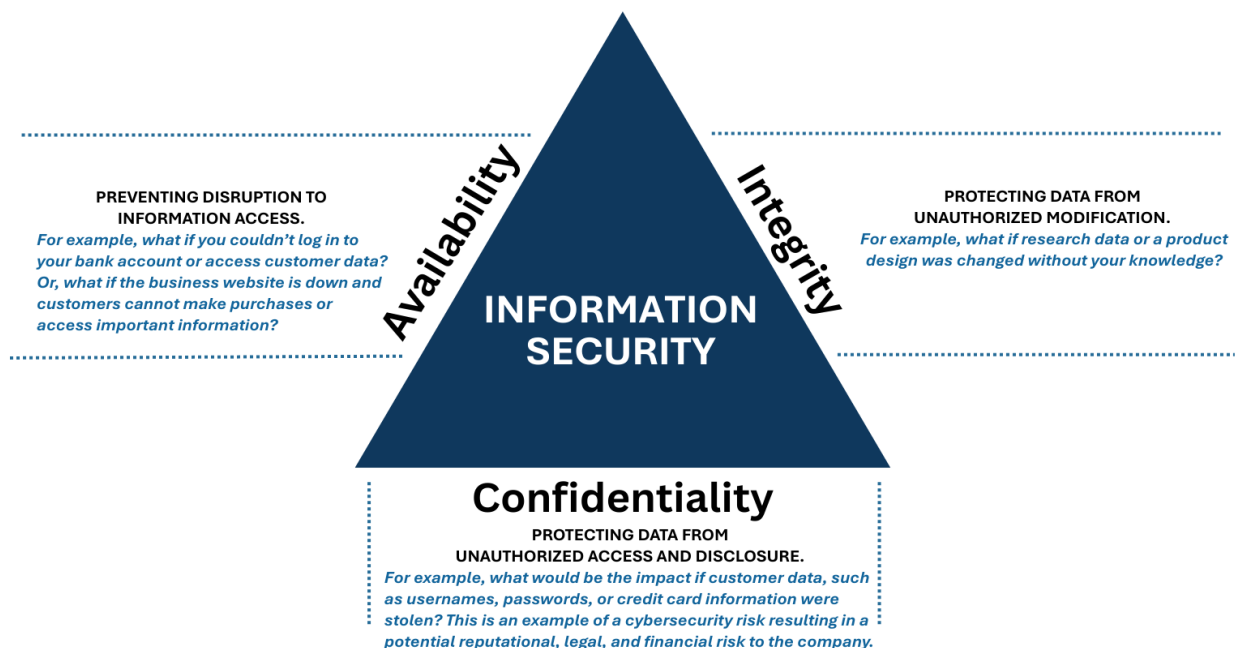 Availability
PREVENTING DISRUPTION TO
INFORMATION ACCESS.
For example, what if you couldn’t log in to
your bank account or access customer data?
Or, what if the business website is down and
customers cannot make purchases or
access important information?
Integrity
PROTECTING DATA FROM
UNAUTHORIZED MODIFICATION.
For example, what if research data or a product
design was changed without your knowledge?
INFORMATION
SECURITY
Confidentiality
PROTECTING DATA FROM
UNAUTHORIZED ACCESS AND DISCLOSURE.
For example, what would be the impact if customer data, such
as usernames, passwords, or credit card information were
stolen? This is an example of a cybersecurity risk resulting in a
potential reputational, legal, and financial risk to the company.